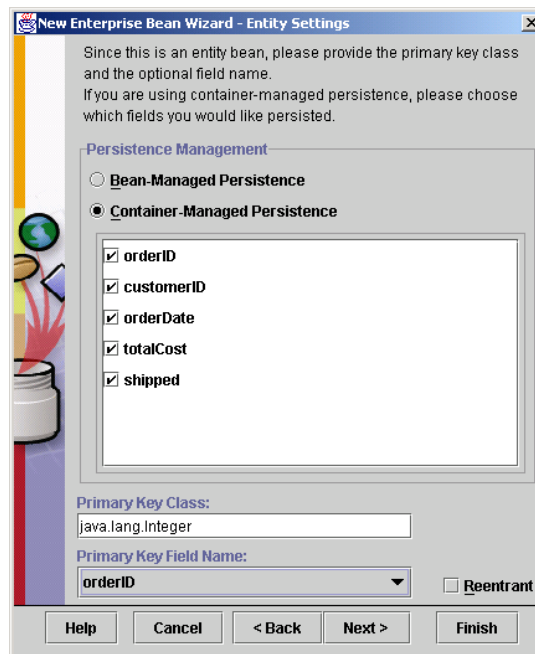 New Enterprise Bean Wizard - Entity Settings
Since this is an entity bean, please provide the primary key class
and the optional field name.
If you are using container-managed persistence, please choose
which fields you would like persisted.
Persistence Management
Bean-Managed Persistence
Container-Managed Persistence
orderID
customerID
orderDate
totalCost
shipped
Primary Key Class:
java.lang.Integer
Primary Key Field Name:
orderID
Reentrant
Help Cancel < Back Next > Finish